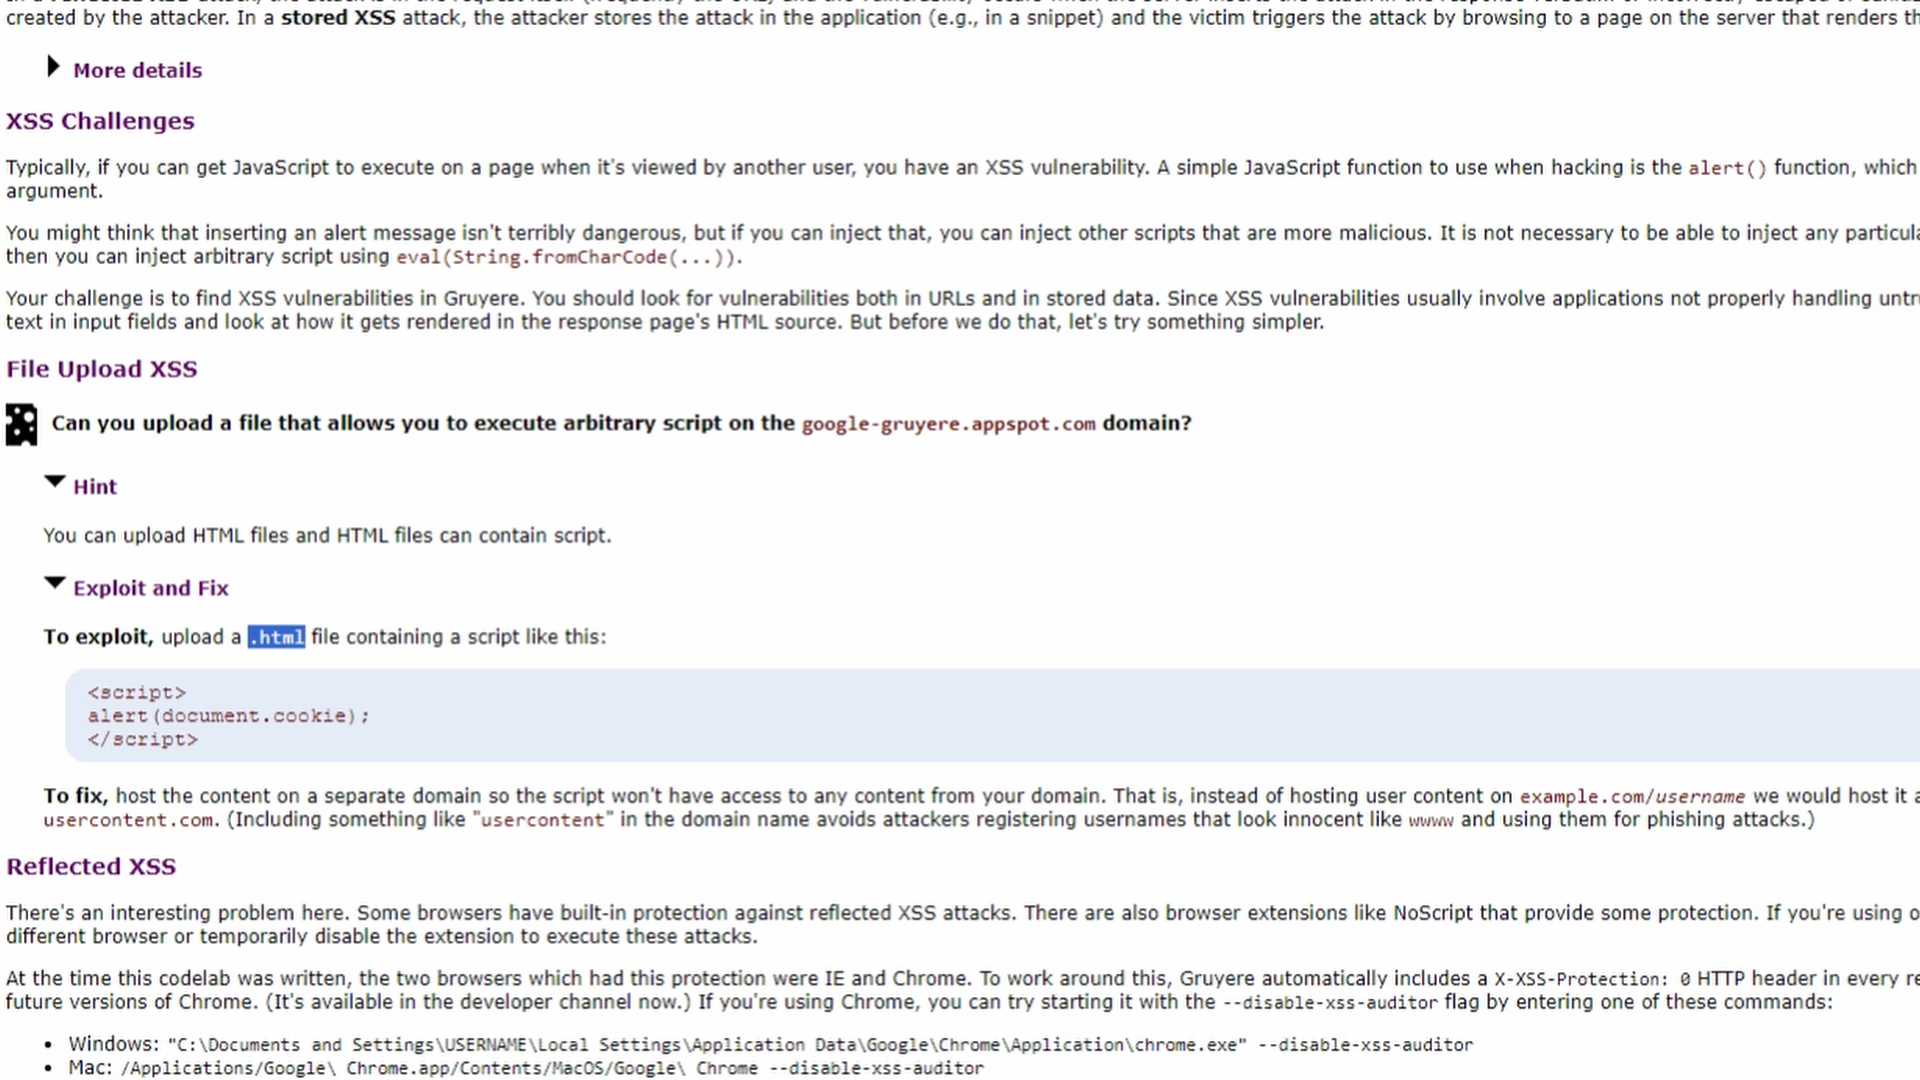 created by the attacker. In a stored XSS attack, the attacker stores the attack in the application (e.g., in a snippet) and the victim triggers the attack by browsing to a page on the server that renders
More details
XSS Challenges
Typically, if you can get JavaScript to execute on a page when it's viewed by another user, you have an XSS vulnerability. A simple JavaScript function to use when hacking is the alert() function, which
argument.
You might think that inserting an alert message isn't terribly dangerous, but if you can inject that, you can inject other scripts that are more malicious. It is not necessary to be able to inject any
then you can inject arbitrary script using eval(String.fromCharCode(...)).
Your challenge is to find XSS vulnerabilities in Gruyere. You should look for vulnerabilities both in URLs and in stored data. Since XSS vulnerabilities usually involve applications not properly handling
text in input fields and look at how it gets rendered in the response page's HTML source. But before we do that, let's try something simpler.
File Upload XSS
Can you upload a file that allows you to execute arbitrary script on the google-gruyere.appspot.com domain?
Hint
You can upload HTML files and HTML files can contain script.
Exploit and Fix
To exploit, upload a .html file containing a script like this:
<script>
alert(document.cookie);
</script>
To fix, host the content on a separate domain so the script won't have access to any content from your domain. That is, instead of hosting user content on example.com/username we would host it
usercontent.com. (Including something like "usercontent" in the domain name avoids attackers registering usernames that look innocent like wwww and using them for phishing attacks.)
Reflected XSS
There's an interesting problem here. Some browsers have built-in protection against reflected XSS attacks. There are also browser extensions like NoScript that provide some protection. If you're using
different browser or temporarily disable the extension to execute these attacks.
At the time this codelab was written, the two browsers which had this protection were IE and Chrome. To work around this, Gruyere automatically includes a X-XSS-Protection: 0 HTTP header in every
future versions of Chrome. (It's available in the developer channel now.) If you're using Chrome, you can try starting it with the --disable-xss-auditor flag by entering one of these commands:
• Windows: "C:\Documents and Settings\USERNAME\Local Settings\Application Data\Google\Chrome\Application\chrome.exe" --disable-xss-auditor
• Mac: /Applications/Google\ Chrome.app/Contents/MacOS/Google\ Chrome --disable-xss-auditor